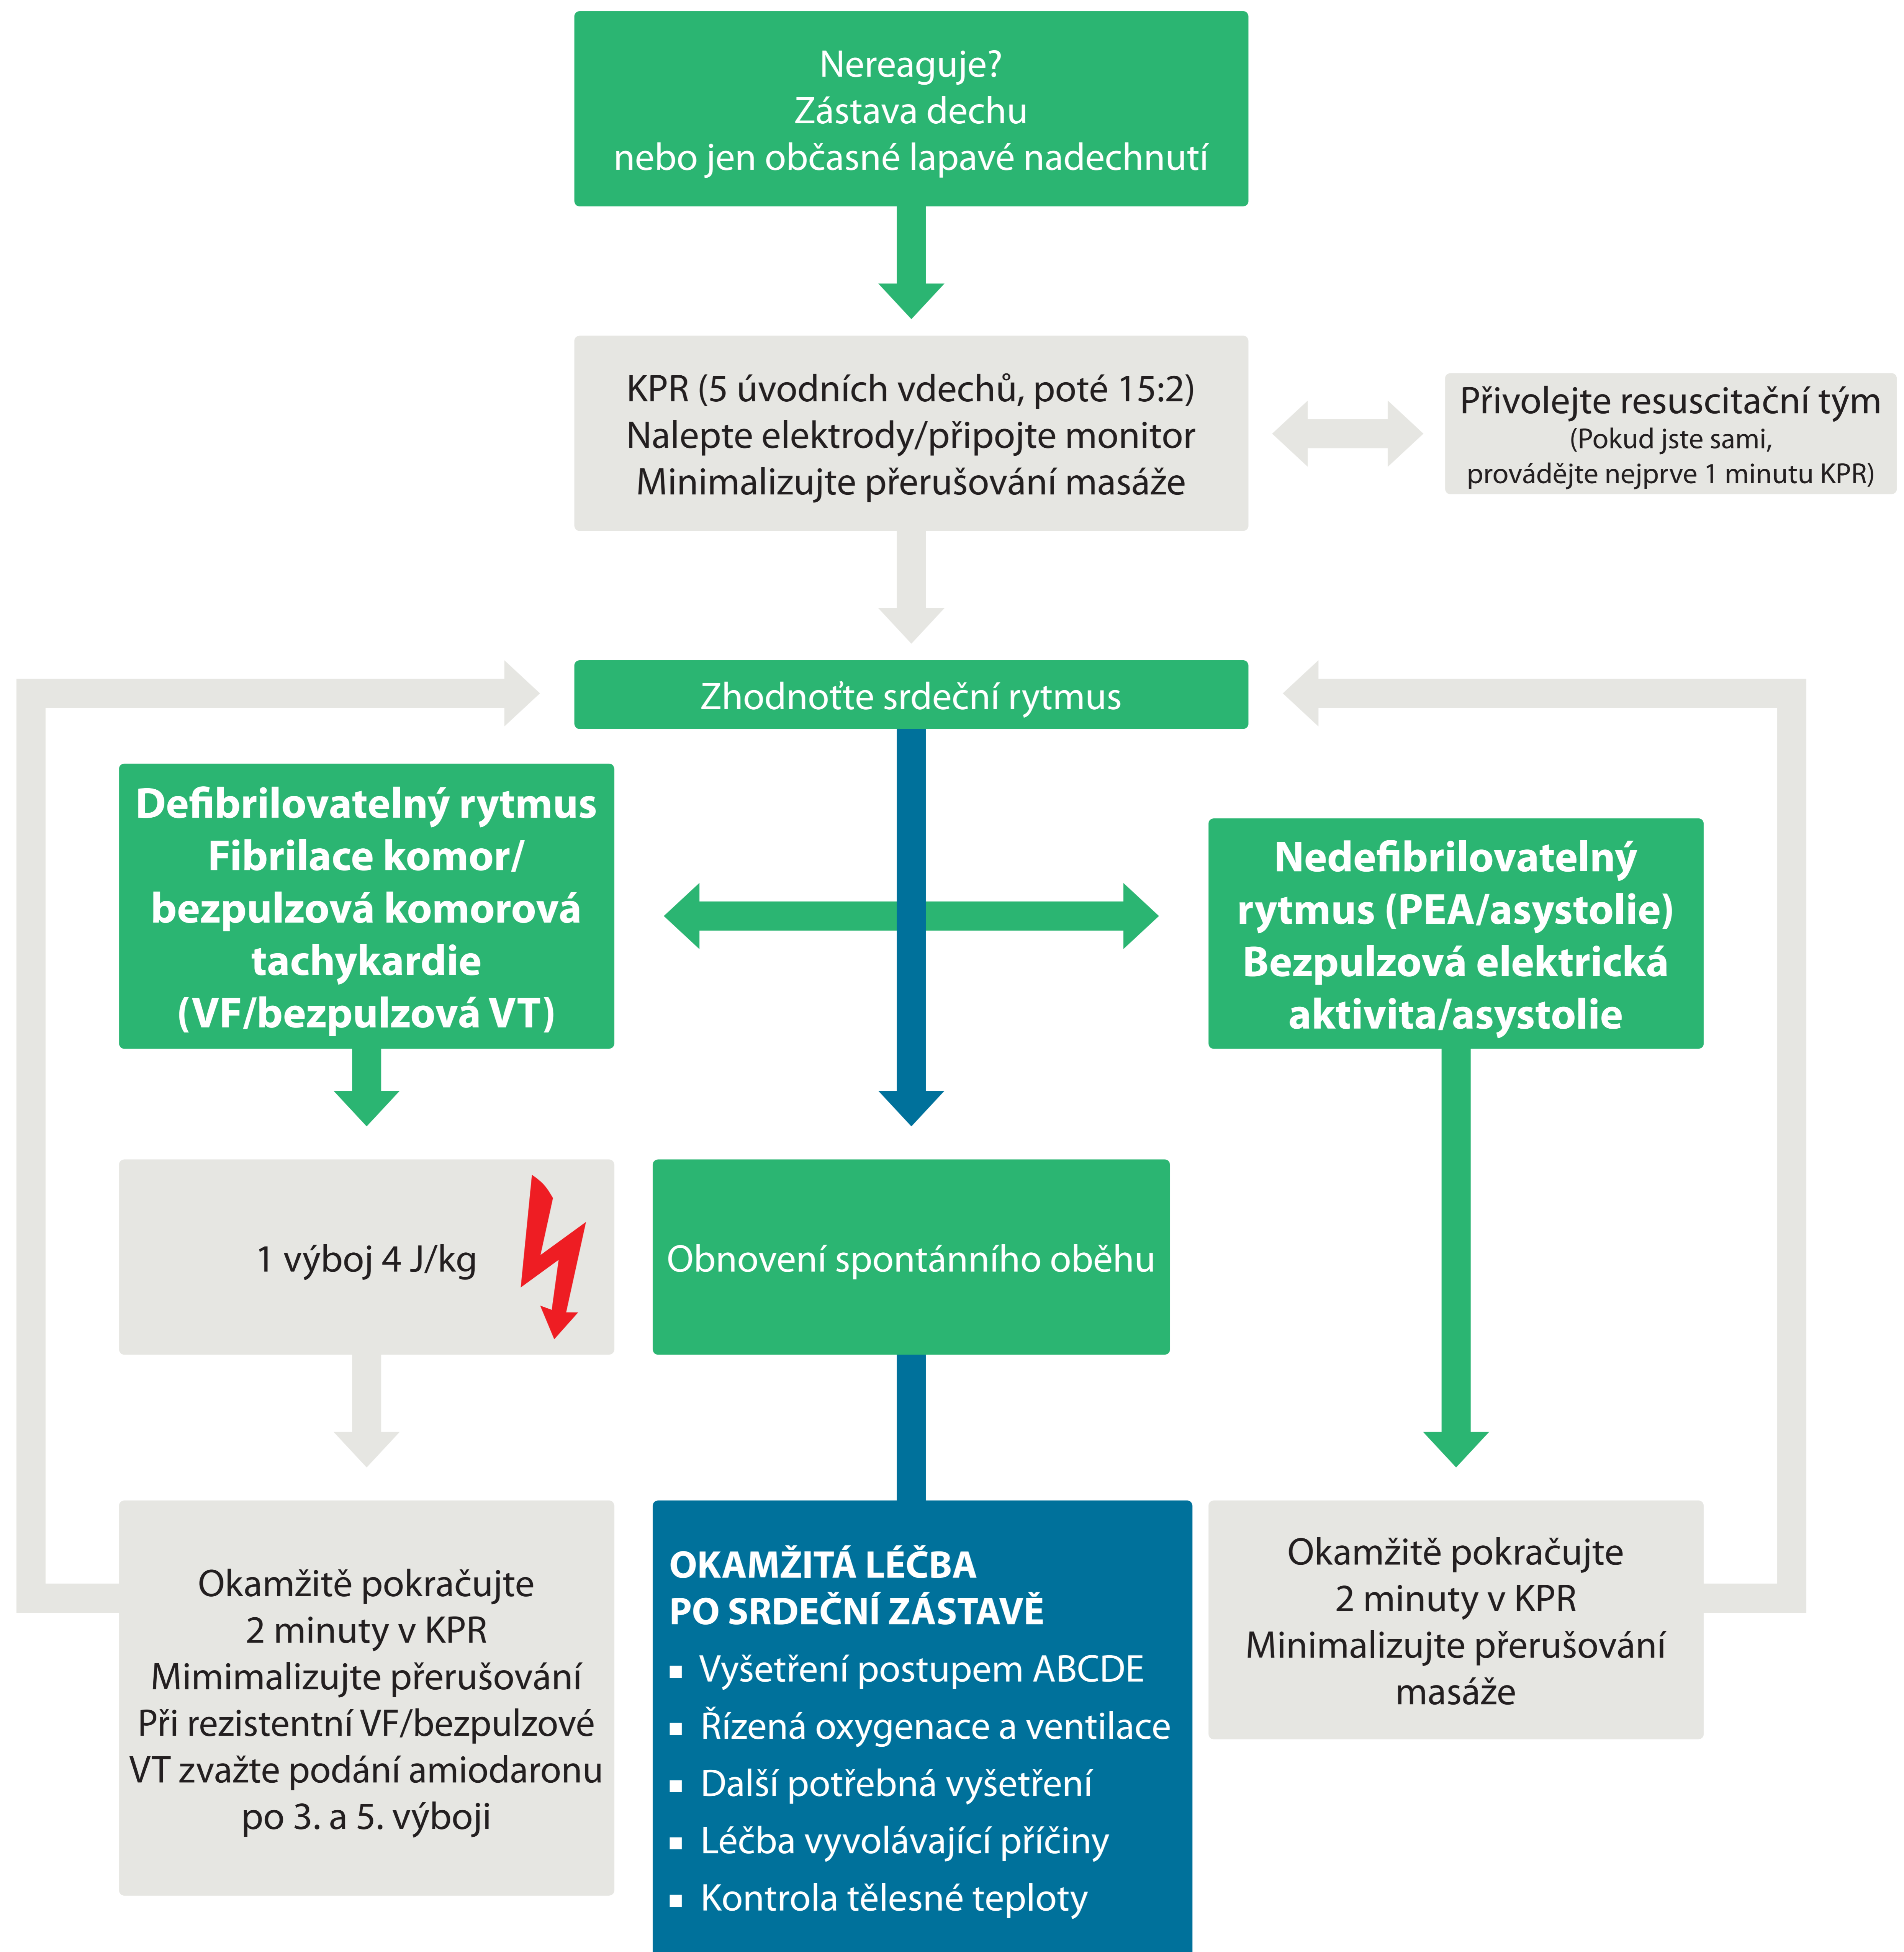 Nereaguje?
Zástava dechu
nebo jen občasné lapavé nadechnutí
KPR (5 úvodních vdechů, poté 15:2)
Nalepte elektrody/připojte monitor
Minimalizujte přerušování masáže
Přivolejte resuscitační tým
(Pokud jste sami,
provádějte nejprve 1 minutu KPR)
Zhodnoťte srdeční rytmus
Defibrilovatelný rytmus
Fibrilace komor/
bezpulzová komorová
tachykardie
(VF/bezpulzová VT)
Nedefibrilovatelný
rytmus (PEA/asystolie)
Bezpulzová elektrická
aktivita/asystolie
1 výboj 4 J/kg
Obnovení spontánního oběhu
Okamžitě pokračujte
2 minuty v KPR
Mimimalizujte přerušování
Při rezistentní VF/bezpulzové
VT zvažte podání amiodaronu
po 3. a 5. výboji
OKAMŽITÁ LÉČBA
PO SRDEČNÍ ZÁSTAVĚ
▪ Vyšetření postupem ABCDE
▪ Řízená oxygenace a ventilace
▪ Další potřebná vyšetření
▪ Léčba vyvolávající příčiny
▪ Kontrola tělesné teploty
Okamžitě pokračujte
2 minuty v KPR
Minimalizujte přerušování
masáže